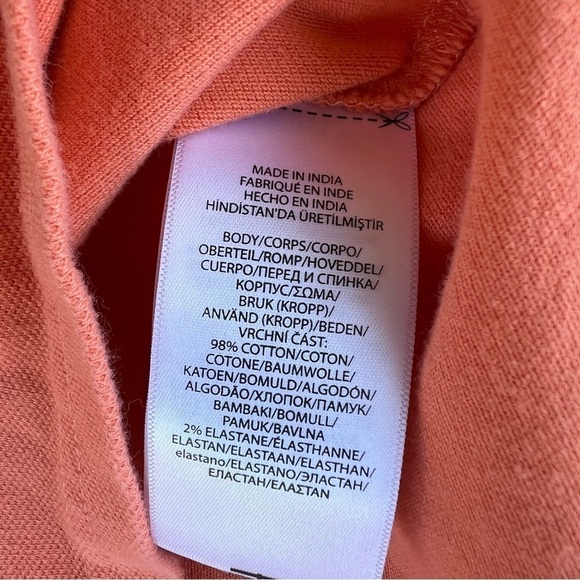 MADE IN INDIA
FABRIQUÉ EN INDE
HECHO EN INDIA
HİNDİSTAN'DA ÜRETİLMİŞTİR
BODY/CORPS/CORPO/
OBERTEIL/ROMP/HOVEDDEL/
CUERPO/ПЕРЕД И СПИНКА/
КОРПУС/ΣΩΜΑ/
BRUK (KROPP)/
ANVÄND (KROPP)/BEDEN/
VRCHNÍ ČÁST:
98% COTTON/COTON/
COTONE/BAUMWOLLE/
KATOEN/BOMULD/ALGODÓN/
ALGODÃO/ХЛОПОК/ПАМУК/
ΒΑΜΒΑΚΙ/BOMULL/
PAMUK/BAVLNA
2% ELASTANE/ÉLASTHANNE/
ELASTAN/ELASTAAN/ELASTHAN/
elastano/ELASTANO/ЭЛАСТАН/
ЕЛАСТАН/ΕΛΑΣΤΑΝ